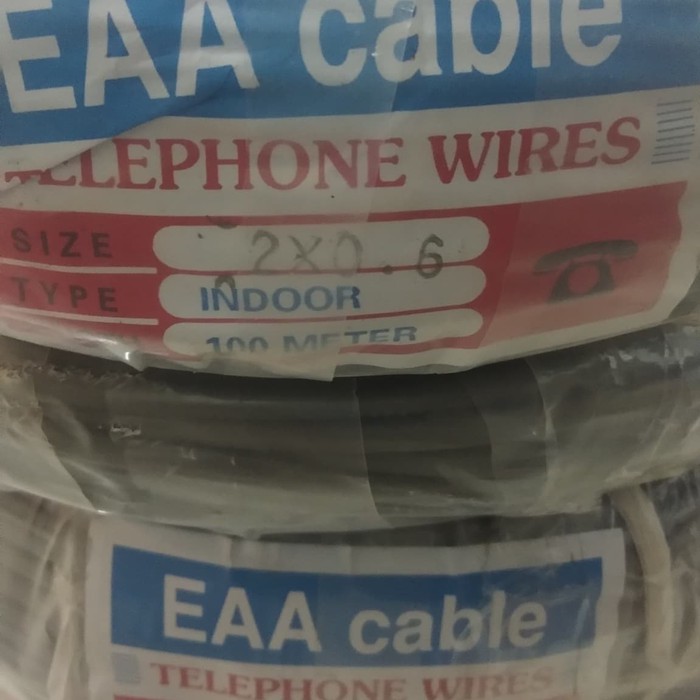 EAA cable
TELEPHONE WIRES
SIZE 2X0.6
TYPE INDOOR
100 METER
EAA cable
TELEPHONE WIRES